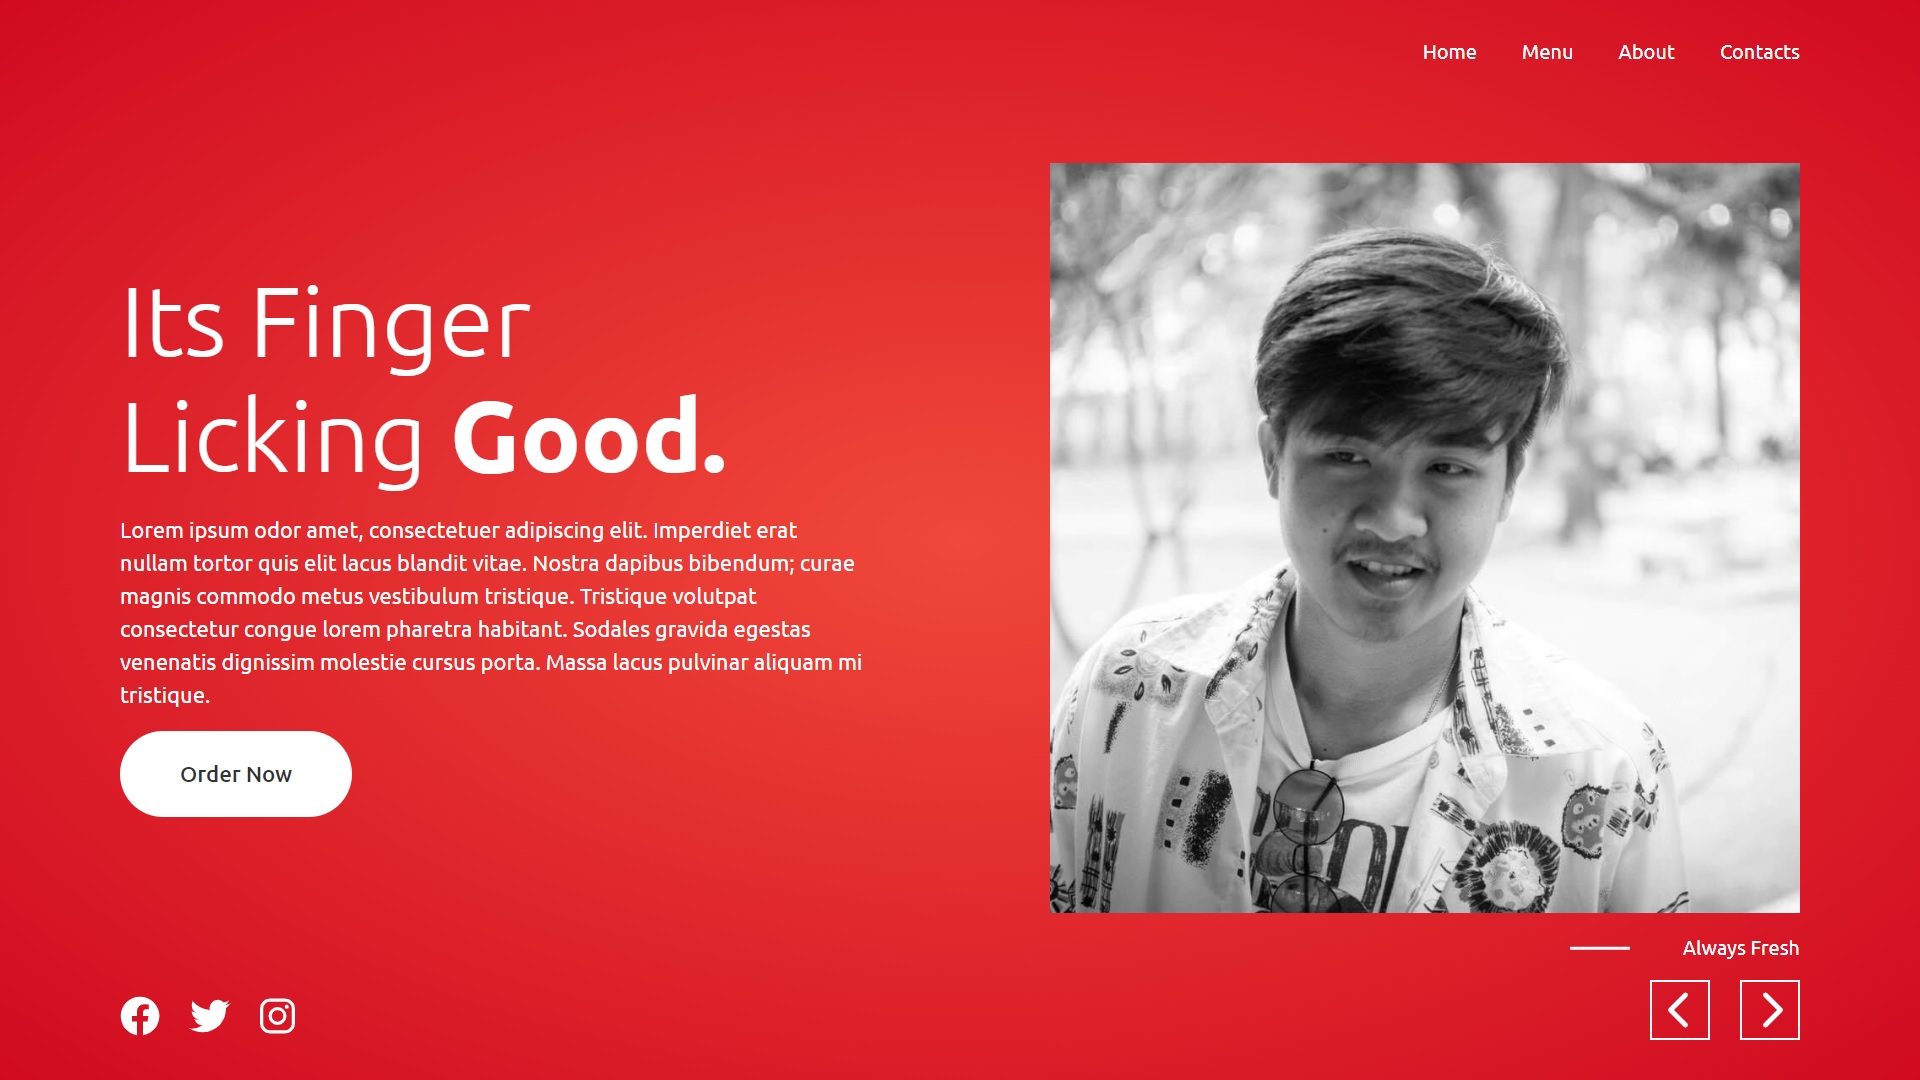 Home Menu About Contacts
Its Finger
Licking Good.
Lorem ipsum odor amet, consectetuer adipiscing elit. Imperdiet erat
nullam tortor quis elit lacus blandit vitae. Nostra dapibus bibendum; curae
magnis commodo metus vestibulum tristique. Tristique volutpat
consectetur congue lorem pharetra habitant. Sodales gravida egestas
venenatis dignissim molestie cursus porta. Massa lacus pulvinar aliquam mi
tristique.
Order Now
Always Fresh